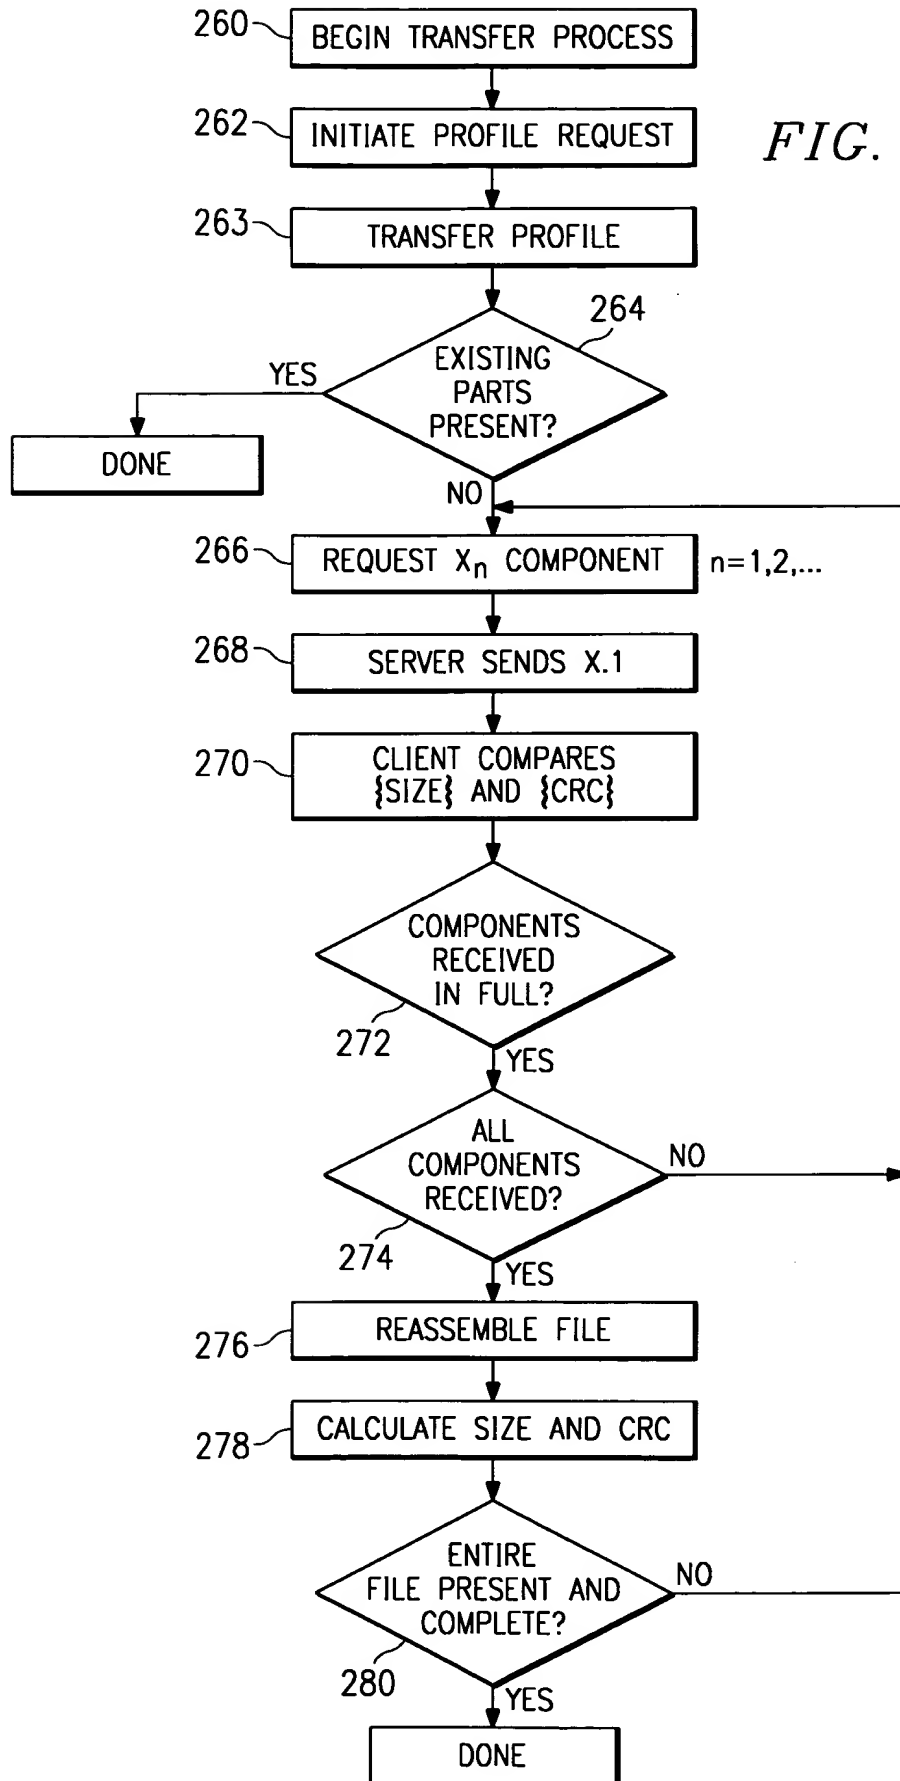 260
BEGIN TRANSFER PROCESS
262
INITIATE PROFILE REQUEST
FIG.
263
TRANSFER PROFILE
264
EXISTING
PARTS
PRESENT?
YES
DONE
NO
266
REQUEST Xn COMPONENT
n=1,2,...
268
SERVER SENDS X.1
270
CLIENT COMPARES
{SIZE} AND {CRC}
COMPONENTS
RECEIVED
IN FULL?
272
YES
ALL
COMPONENTS
RECEIVED?
NO
274
YES
276
REASSEMBLE FILE
278
CALCULATE SIZE AND CRC
ENTIRE
FILE PRESENT AND
COMPLETE?
NO
280
YES
DONE